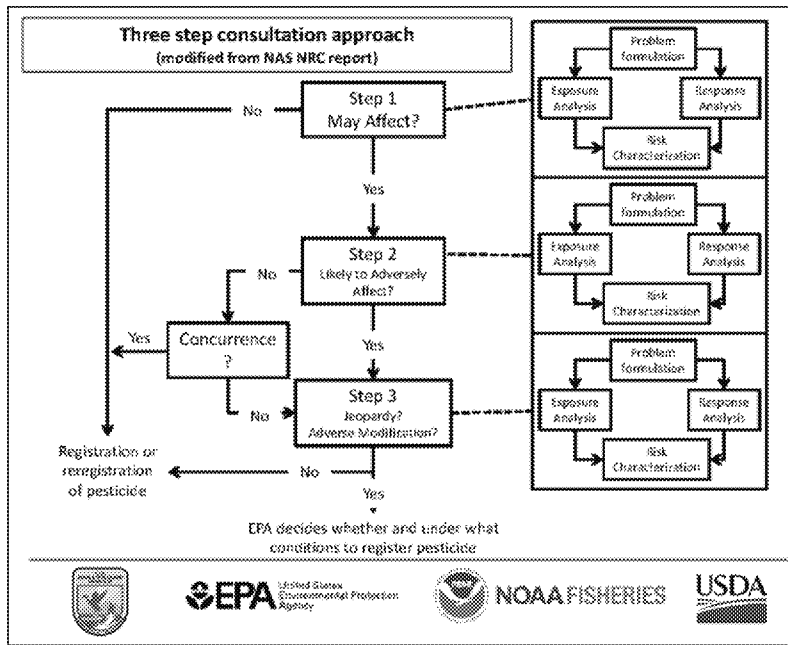 Three step consultation approach
(modified from NAS NRC report)
Step 1
May Affect?
No
Yes
Step 2
Likely to Adversely
Affect?
No
Yes
Concurrence
?
Yes
No
Step 3
Jeopardy?
Adverse Modification?
No
Yes
Registration or
reregistration
of pesticide
EPA decides whether and under what
conditions to register pesticide
Problem
formulation
Exposure
Analysis
Response
Analysis
Risk
Characterization
Problem
formulation
Exposure
Analysis
Response
Analysis
Risk
Characterization
Problem
formulation
Exposure
Analysis
Response
Analysis
Risk
Characterization
EPA
United States
Environmental Protection
Agency
NOAA FISHERIES
USDA